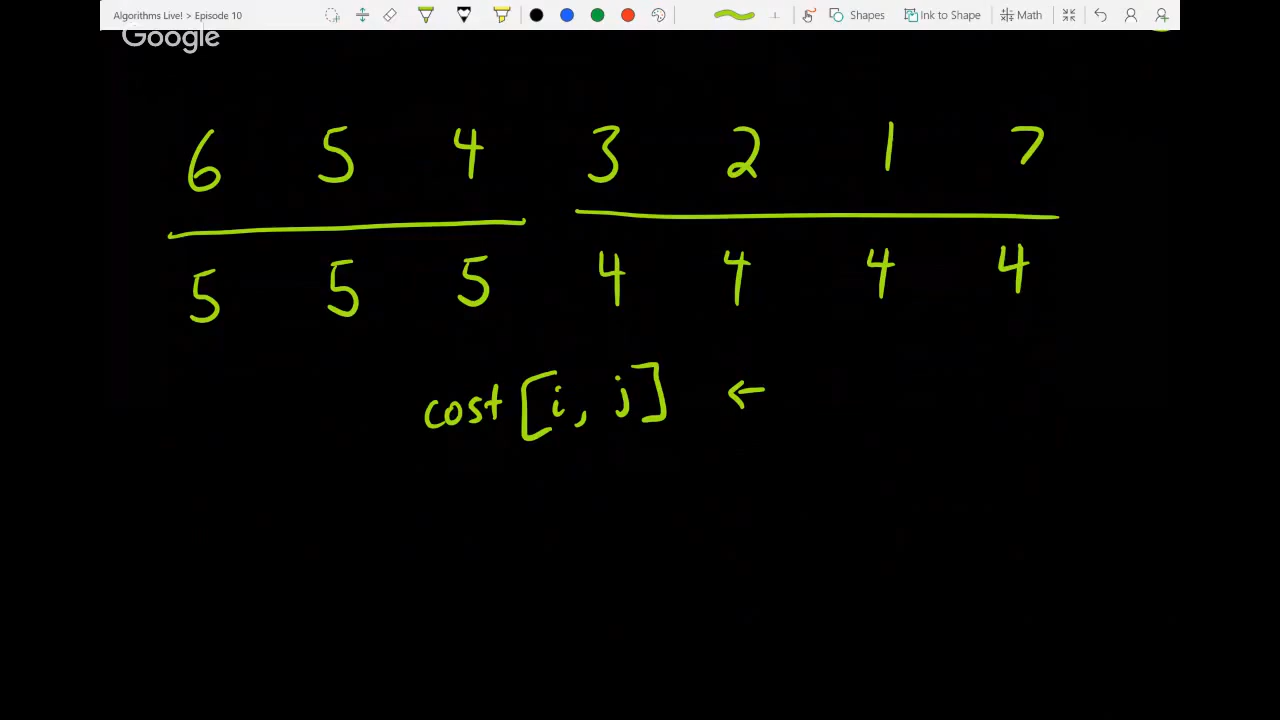 Algorithms Live! > Episode 10 Shapes Ink to Shape Math
Google
6 5 4 3 2 1 7
5 5 5 4 4 4 4
cost[i, j] ←